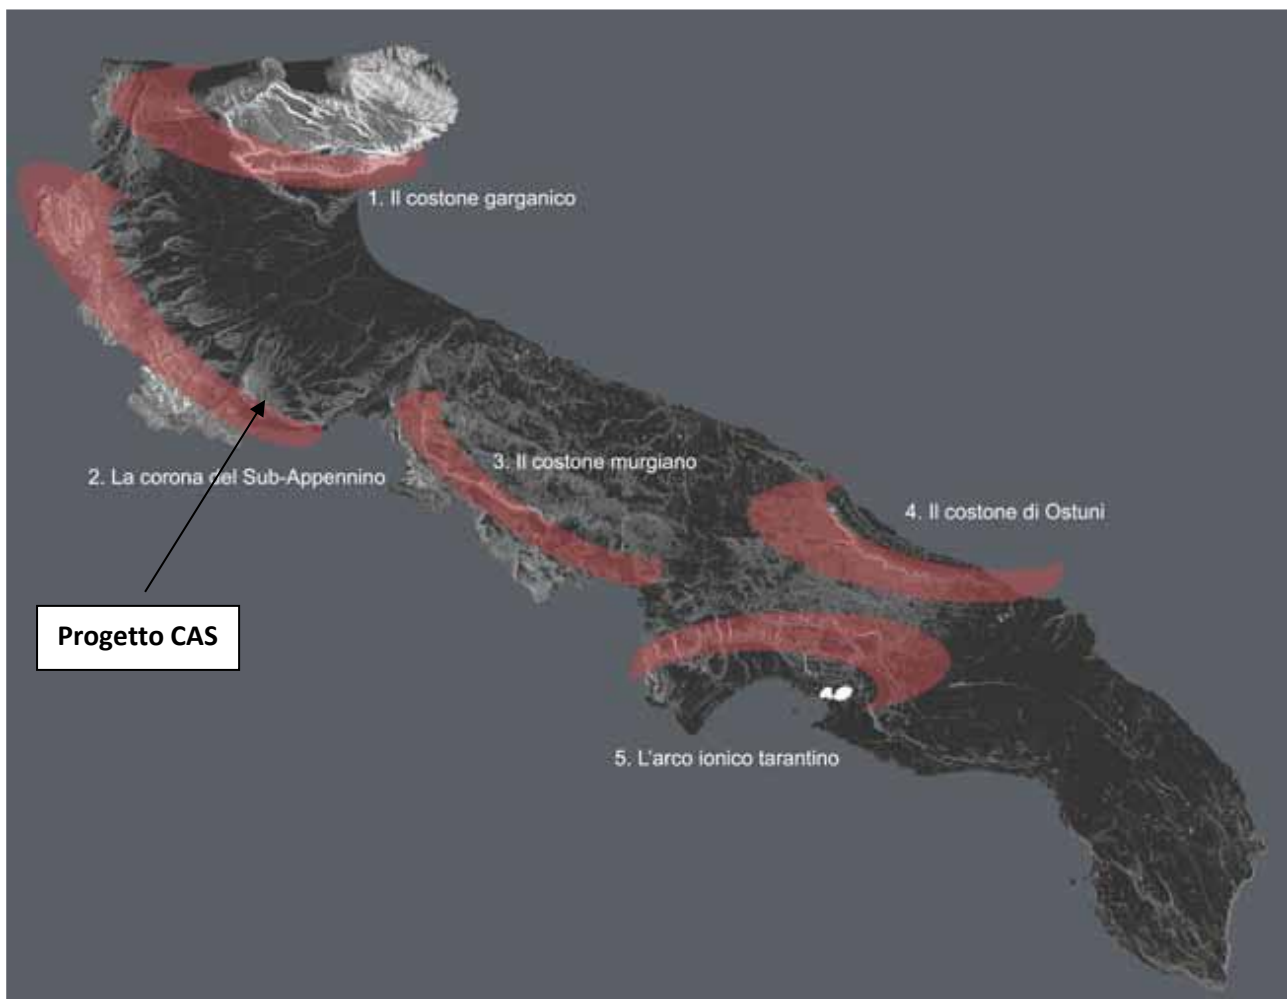 1. Il costone garganico
2. La corona del Sub-Appennino
3. Il costone murgiano
4. Il costone di Ostuni
Progetto CAS
5. L'arco ionico tarantino